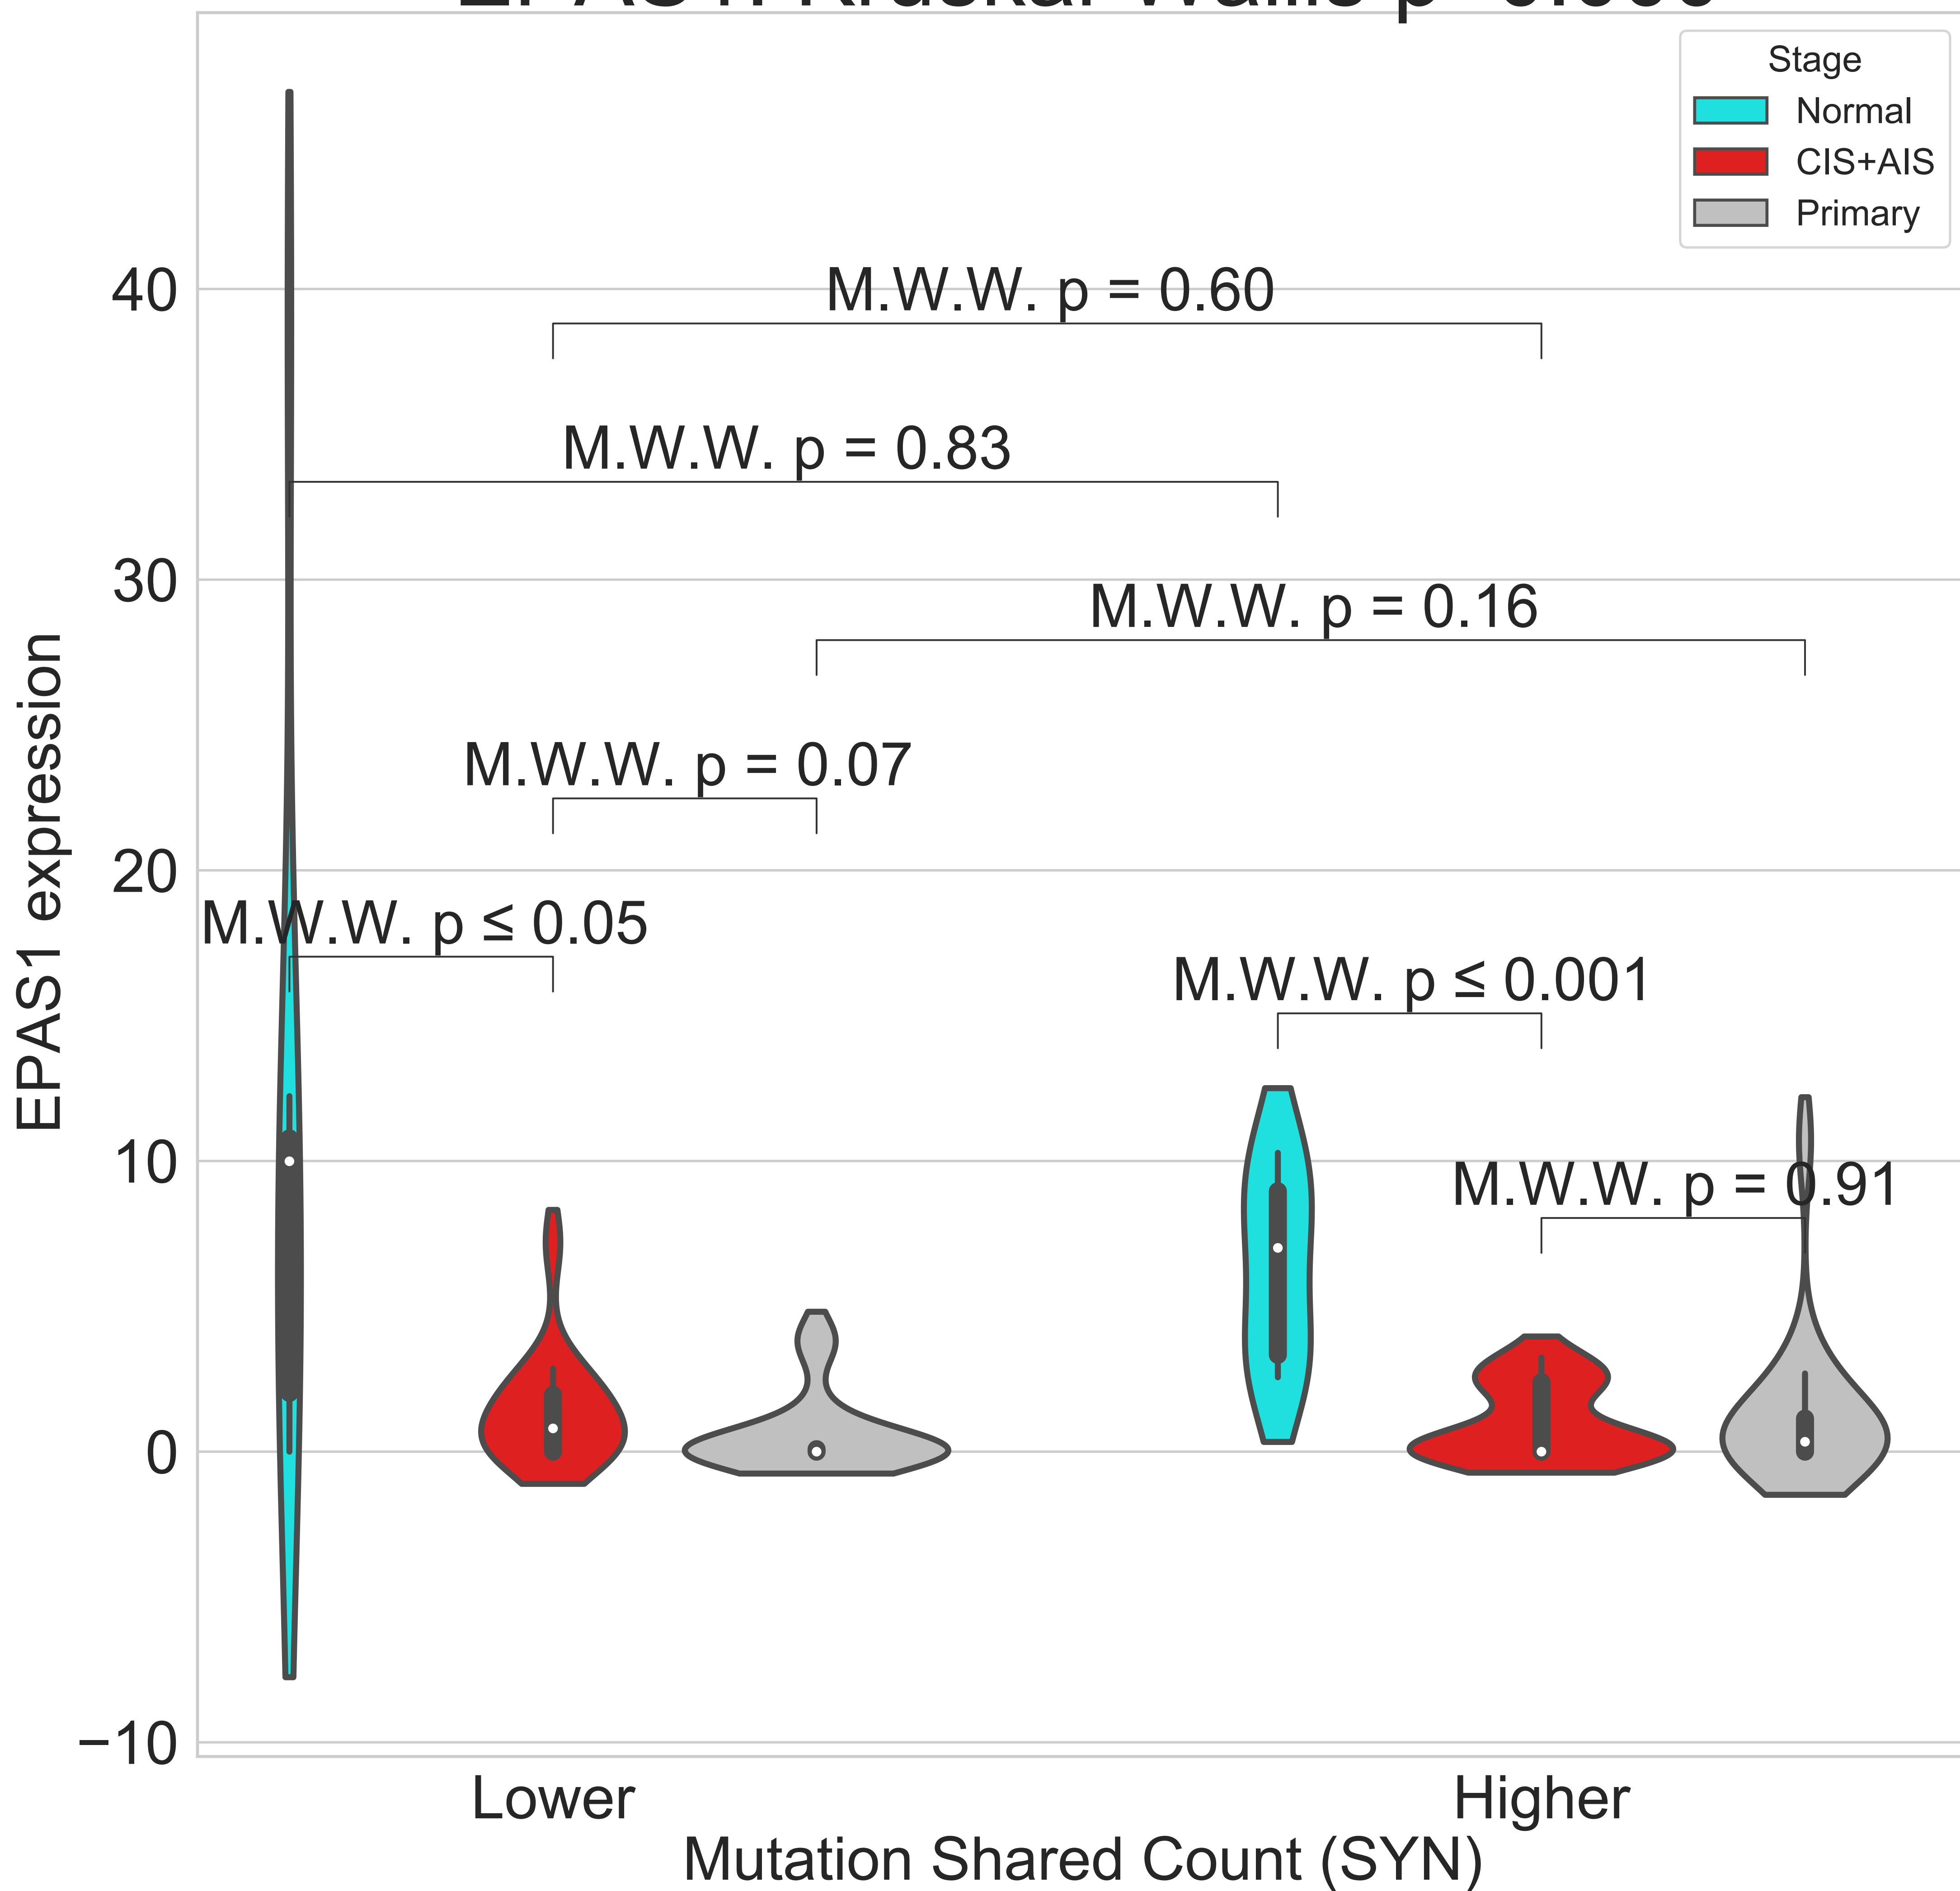 Stage
Normal
CIS+AIS
Primary
40
30
20
10
0
−10
EPAS1 expression
M.W.W. p = 0.60
M.W.W. p = 0.83
M.W.W. p = 0.16
M.W.W. p = 0.07
M.W.W. p ≤ 0.05
M.W.W. p ≤ 0.001
M.W.W. p = 0.91
Lower
Higher
Mutation Shared Count (SYN)